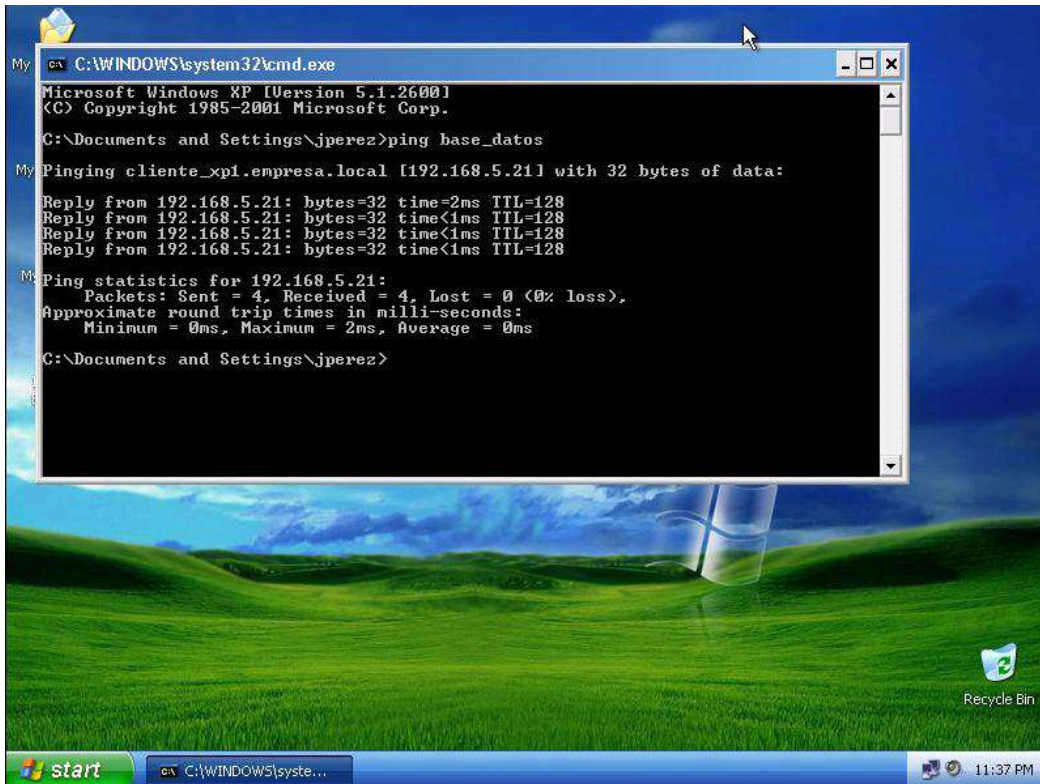 My
C:\WINDOWS\system32\cmd.exe
Microsoft Windows XP [Version 5.1.2600]
(C) Copyright 1985-2001 Microsoft Corp.
C:\Documents and Settings\jperez>ping base_datos
My
Pinging cliente_xp1.empresa.local [192.168.5.21] with 32 bytes of data:
Reply from 192.168.5.21: bytes=32 time=2ms TTL=128
Reply from 192.168.5.21: bytes=32 time<1ms TTL=128
Reply from 192.168.5.21: bytes=32 time<1ms TTL=128
Reply from 192.168.5.21: bytes=32 time<1ms TTL=128
My
Ping statistics for 192.168.5.21:
Packets: Sent = 4, Received = 4, Lost = 0 (0% loss),
Approximate round trip times in milli-seconds:
Minimum = 0ms, Maximum = 2ms, Average = 0ms
C:\Documents and Settings\jperez>
Recycle Bin
start
C:\WINDOWS\syste...
11:37 PM